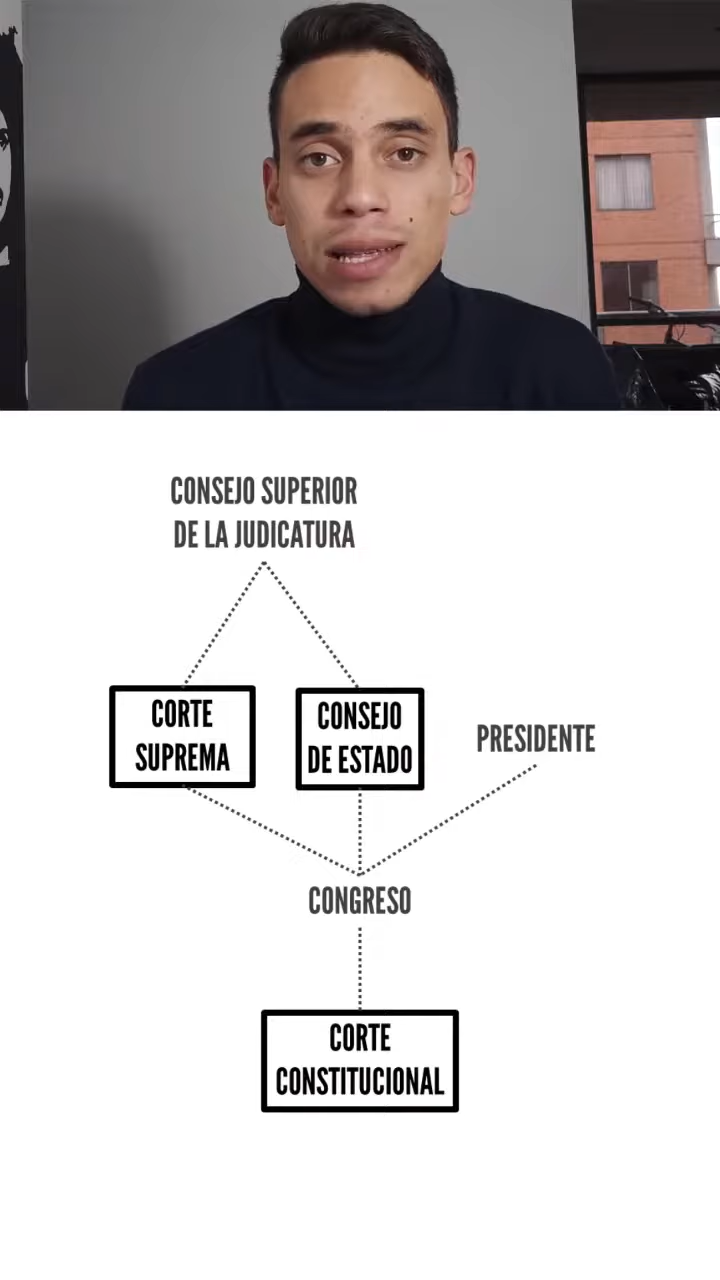 CONSEJO SUPERIOR
DE LA JUDICATURA
CORTE
SUPREMA
CONSEJO
DE ESTADO
PRESIDENTE
CONGRESO
CORTE
CONSTITUCIONAL